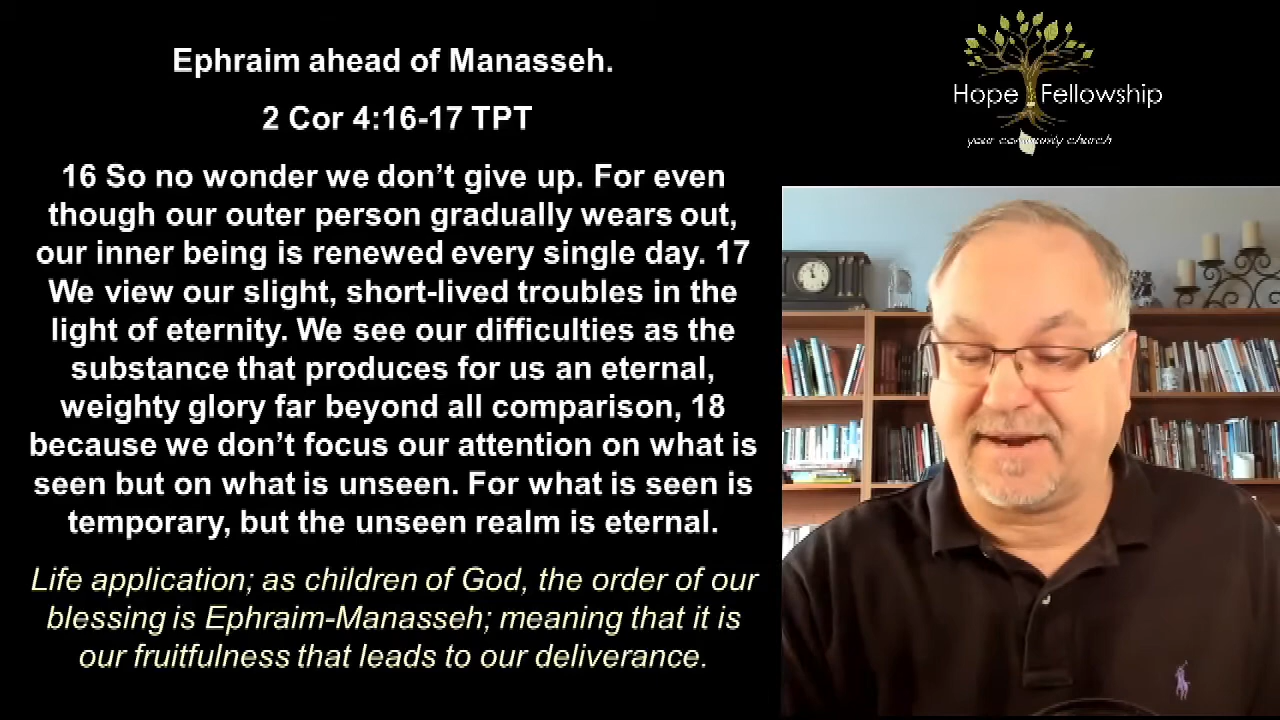 Ephraim ahead of Manasseh.
2 Cor 4:16-17 TPT
16 So no wonder we don’t give up. For even
though our outer person gradually wears out,
our inner being is renewed every single day. 17
We view our slight, short-lived troubles in the
light of eternity. We see our difficulties as the
substance that produces for us an eternal,
weighty glory far beyond all comparison, 18
because we don’t focus our attention on what is
seen but on what is unseen. For what is seen is
temporary, but the unseen realm is eternal.
Life application; as children of God, the order of our
blessing is Ephraim-Manasseh; meaning that it is
our fruitfulness that leads to our deliverance.
Hope Fellowship
your community church